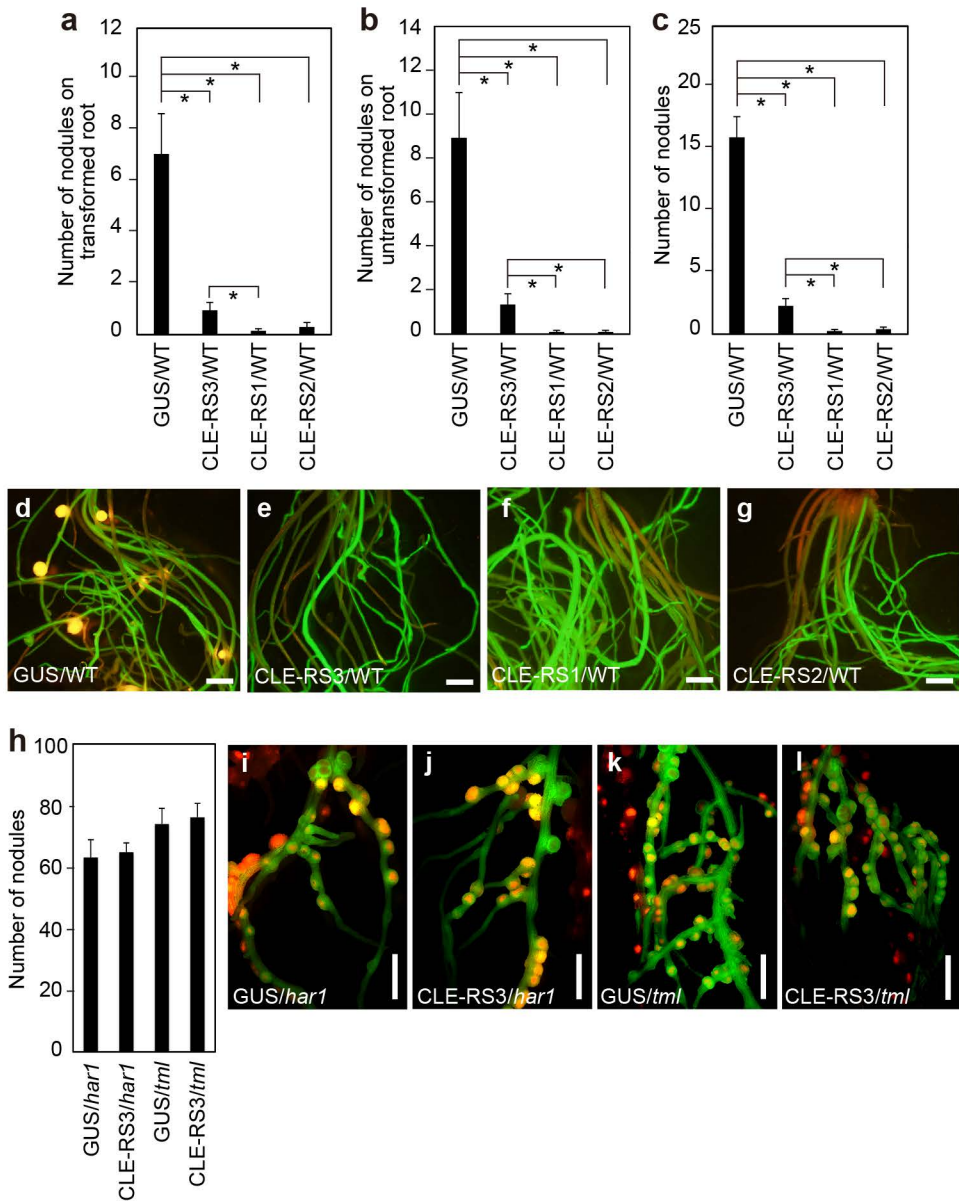 a
Number of nodules on
transformed root
12
10
8
6
4
2
0
*
*
*
*
GUS/WT
CLE-RS3/WT
CLE-RS1/WT
CLE-RS2/WT
b
Number of nodules on
untransformed root
14
12
10
8
6
4
2
0
*
*
*
*
*
GUS/WT
CLE-RS3/WT
CLE-RS1/WT
CLE-RS2/WT
c
Number of nodules
25
20
15
10
5
0
*
*
*
*
*
GUS/WT
CLE-RS3/WT
CLE-RS1/WT
CLE-RS2/WT
d
GUS/WT
e
CLE-RS3/WT
f
CLE-RS1/WT
g
CLE-RS2/WT
h
Number of nodules
100
80
60
40
20
0
GUS/har1
CLE-RS3/har1
GUS/tml
CLE-RS3/tml
i
GUS/har1
j
CLE-RS3/har1
k
GUS/tml
l
CLE-RS3/tml